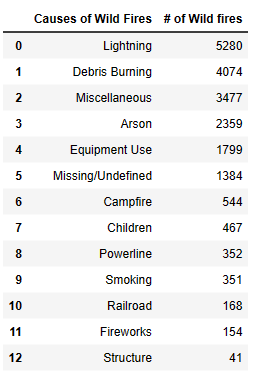 Causes of Wild Fires # of Wild fires
0 Lightning 5280
1 Debris Burning 4074
2 Miscellaneous 3477
3 Arson 2359
4 Equipment Use 1799
5 Missing/Undefined 1384
6 Campfire 544
7 Children 467
8 Powerline 352
9 Smoking 351
10 Railroad 168
11 Fireworks 154
12 Structure 41